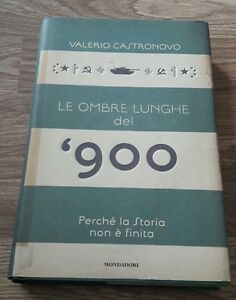 VALERIO CASTRONOVO
LE OMBRE LUNGHE
del
'900
Perché la Storia
non è finita
MONDADORI